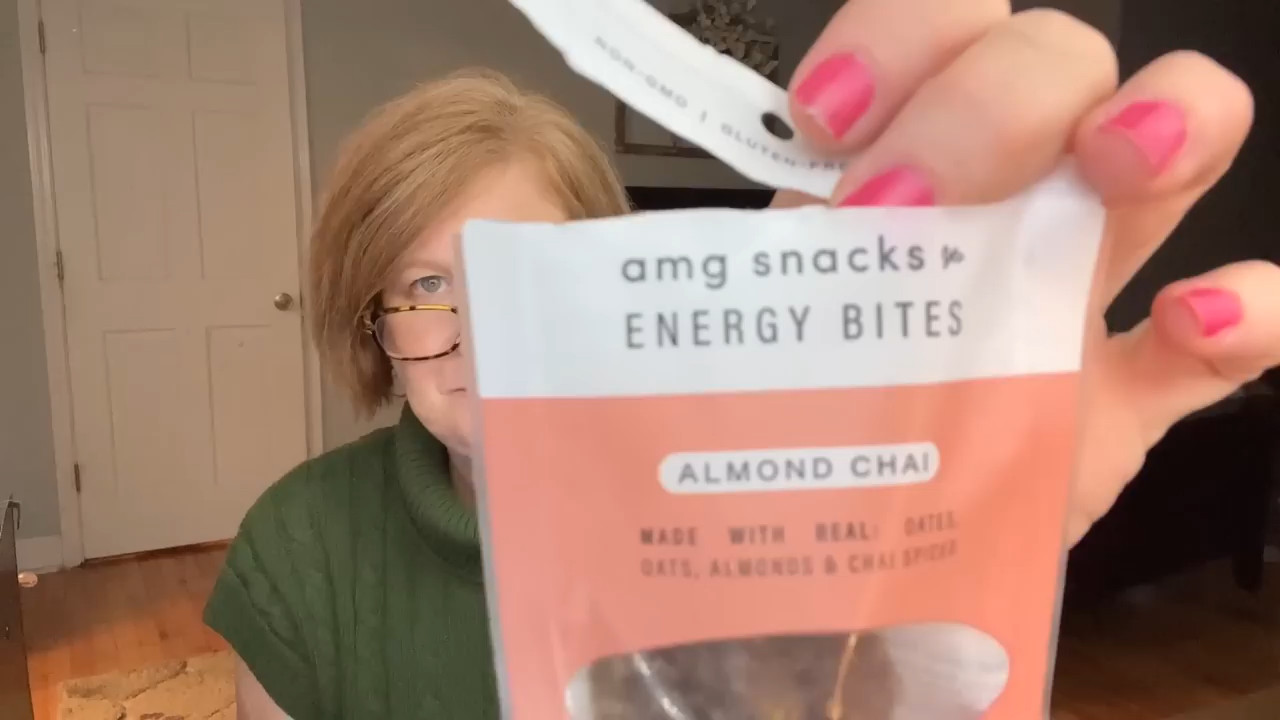 NON-GMO | GLUTEN-FRE
amg snacks
ENERGY BITES
ALMOND CHAI
MADE WITH REAL: DATES,
OATS, ALMONDS & CHAI SPICES